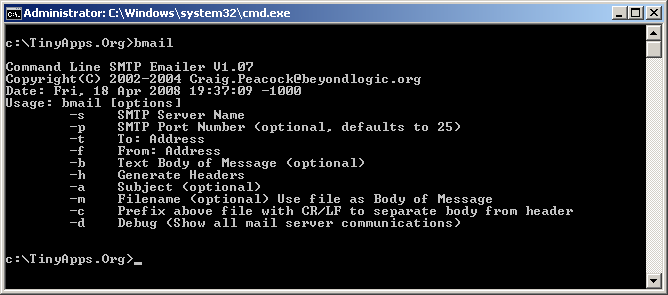 Administrator: C:\Windows\system32\cmd.exe
c:\TinyApps.Org>bmail
Command Line SMTP Emailer V1.07
Copyright(C) 2002-2004 Craig.Peacock@beyondlogic.org
Date: Fri, 18 Apr 2008 19:37:09 -1000
Usage: bmail [options]
-s    SMTP Server Name
-p    SMTP Port Number (optional, defaults to 25)
-t    To: Address
-f    From: Address
-b    Text Body of Message (optional)
-h    Generate Headers
-a    Subject (optional)
-m    Filename (optional) Use file as Body of Message
-c    Prefix above file with CR/LF to separate body from header
-d    Debug (Show all mail server communications)
c:\TinyApps.Org>_